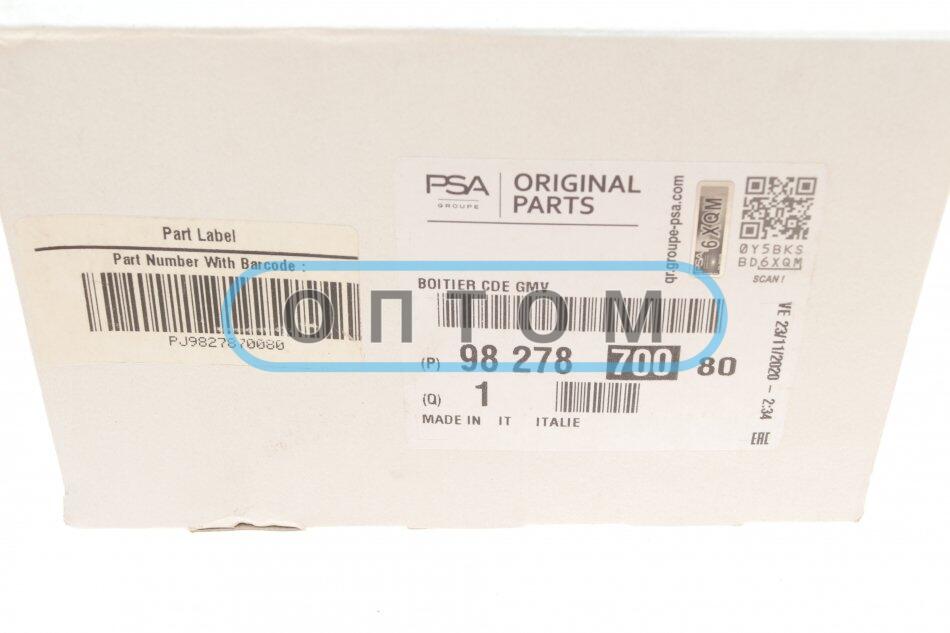 Part Label
Part Number With Barcode :
PJ9827870080
PSA
GROUPE
ORIGINAL
PARTS
qr.groupe-psa.com
6XQM
0Y5BKS
BD6XQM
SCAN !
BOITIER CDE GMV
(P) 98 278 700 80
(Q) 1
MADE IN IT ITALIE
VE 23/11/2020 - 2:34
EAC
ОПТОМ